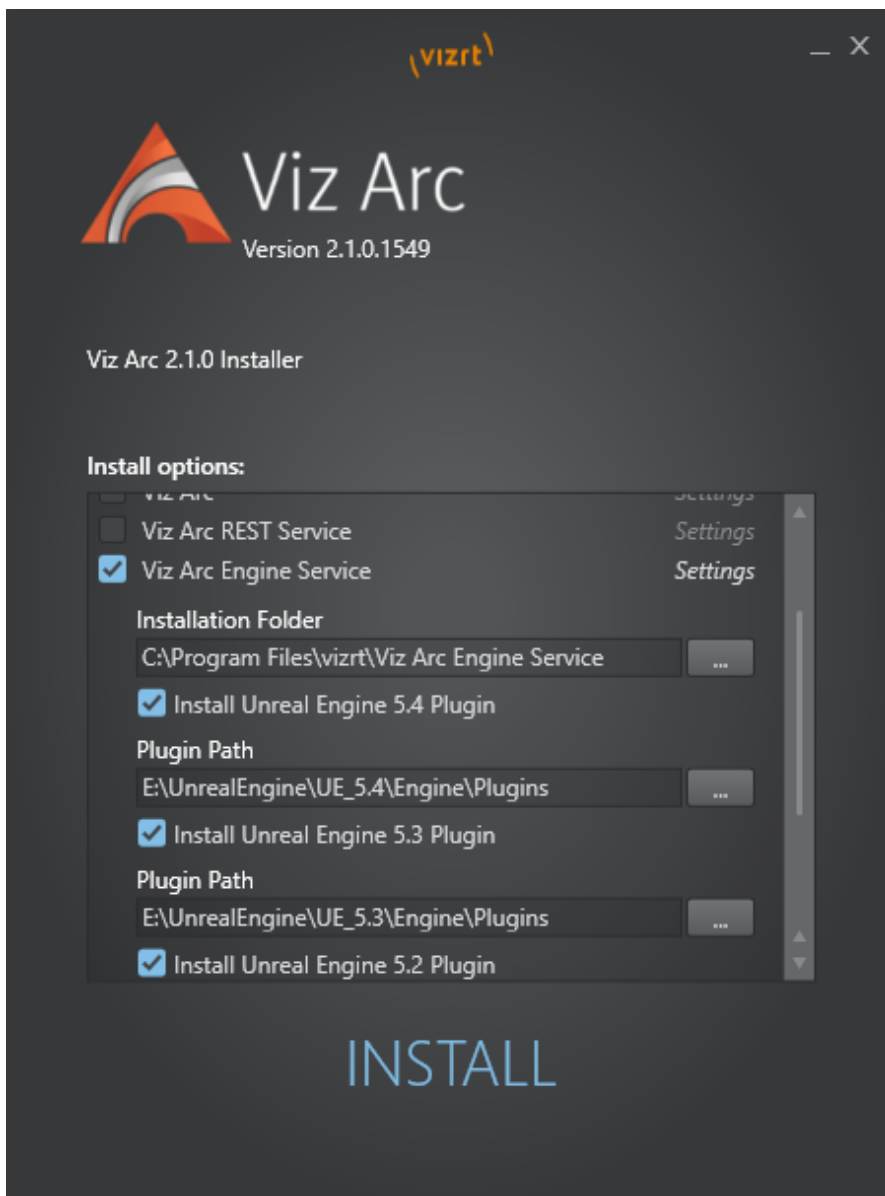 vizrt
Viz Arc
Version 2.1.0.1549
Viz Arc 2.1.0 Installer
Install options:
Viz Arc Settings
Viz Arc REST Service Settings
Viz Arc Engine Service Settings
Installation Folder
C:\Program Files\vizrt\Viz Arc Engine Service ...
Install Unreal Engine 5.4 Plugin
Plugin Path
E:\UnrealEngine\UE_5.4\Engine\Plugins ...
Install Unreal Engine 5.3 Plugin
Plugin Path
E:\UnrealEngine\UE_5.3\Engine\Plugins ...
Install Unreal Engine 5.2 Plugin
INSTALL